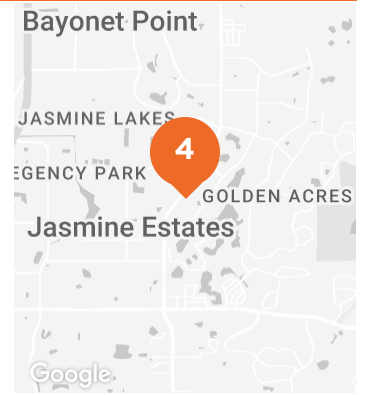 Bayonet Point
JASMINE LAKES
4
EGENCY PARK
GOLDEN ACRES
Jasmine Estates
Google